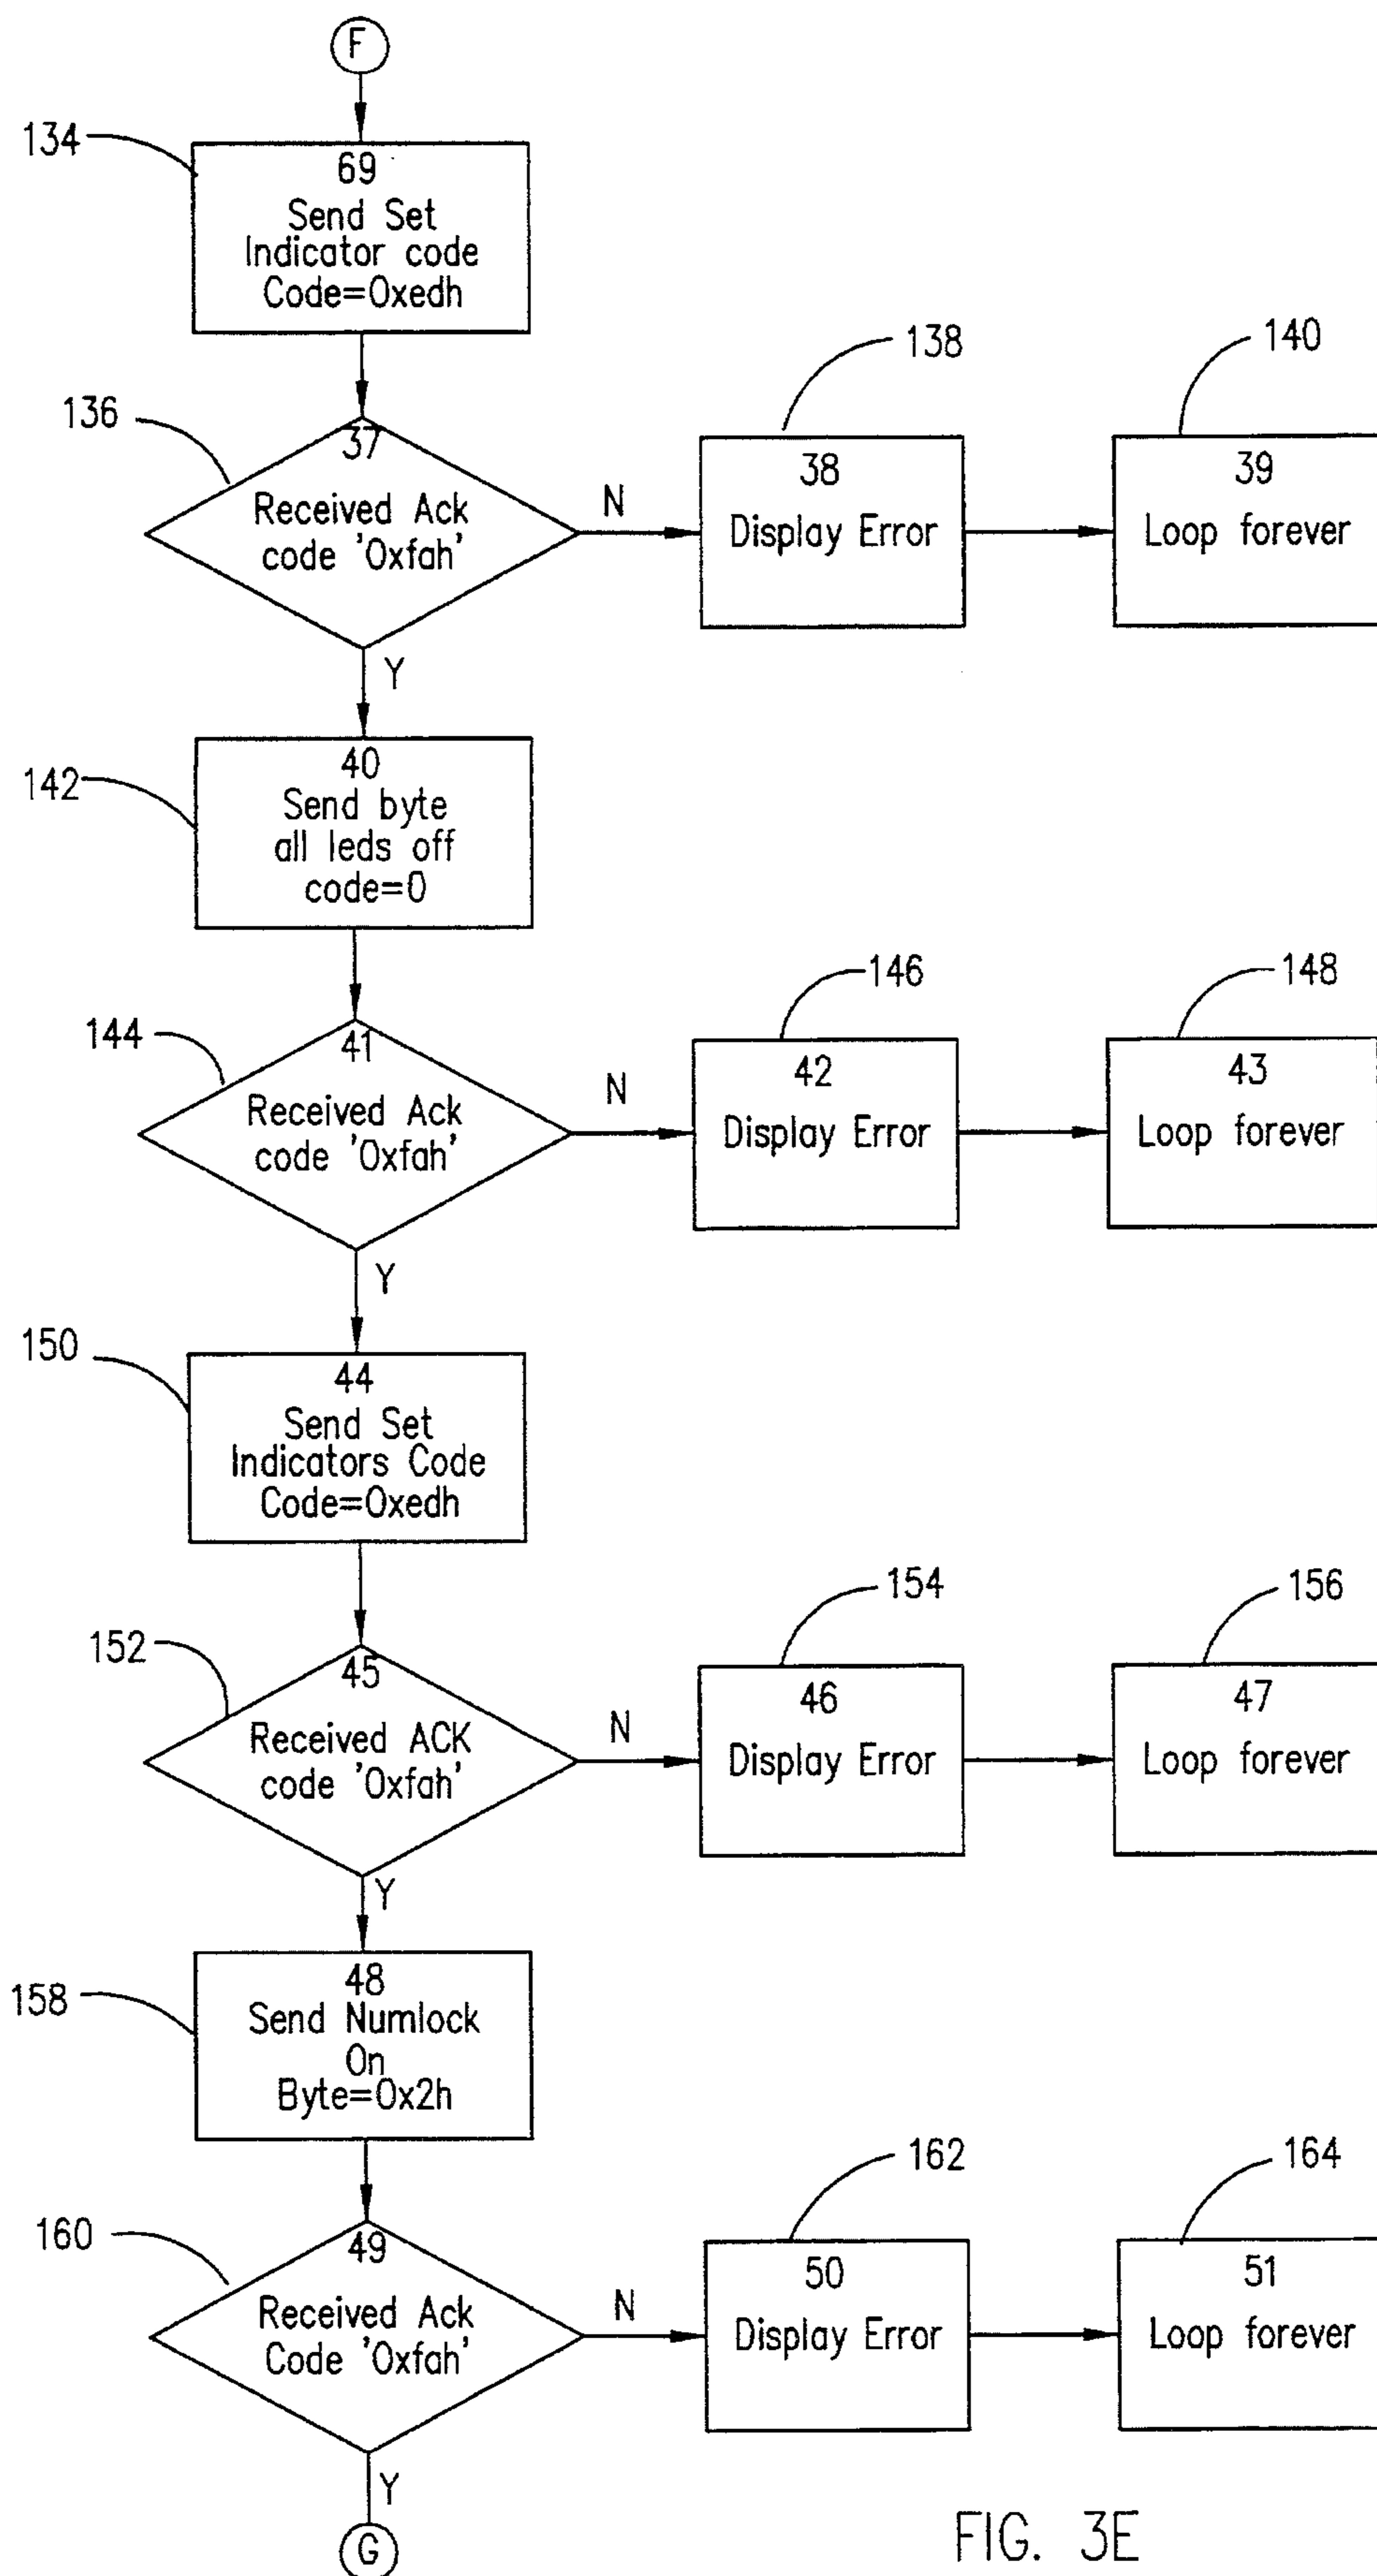 F
134
69
Send Set
Indicator code
Code=0xedh
136
37
Received Ack
code '0xfah'
N
138
38
Display Error
140
39
Loop forever
Y
142
40
Send byte
all leds off
code=0
144
41
Received Ack
code '0xfah'
N
146
42
Display Error
148
43
Loop forever
Y
150
44
Send Set
Indicators Code
Code=0xedh
152
45
Received ACK
code '0xfah'
N
154
46
Display Error
156
47
Loop forever
Y
158
48
Send Numlock
On
Byte=0x2h
160
49
Received Ack
Code '0xfah'
N
162
50
Display Error
164
51
Loop forever
Y
G
FIG. 3E